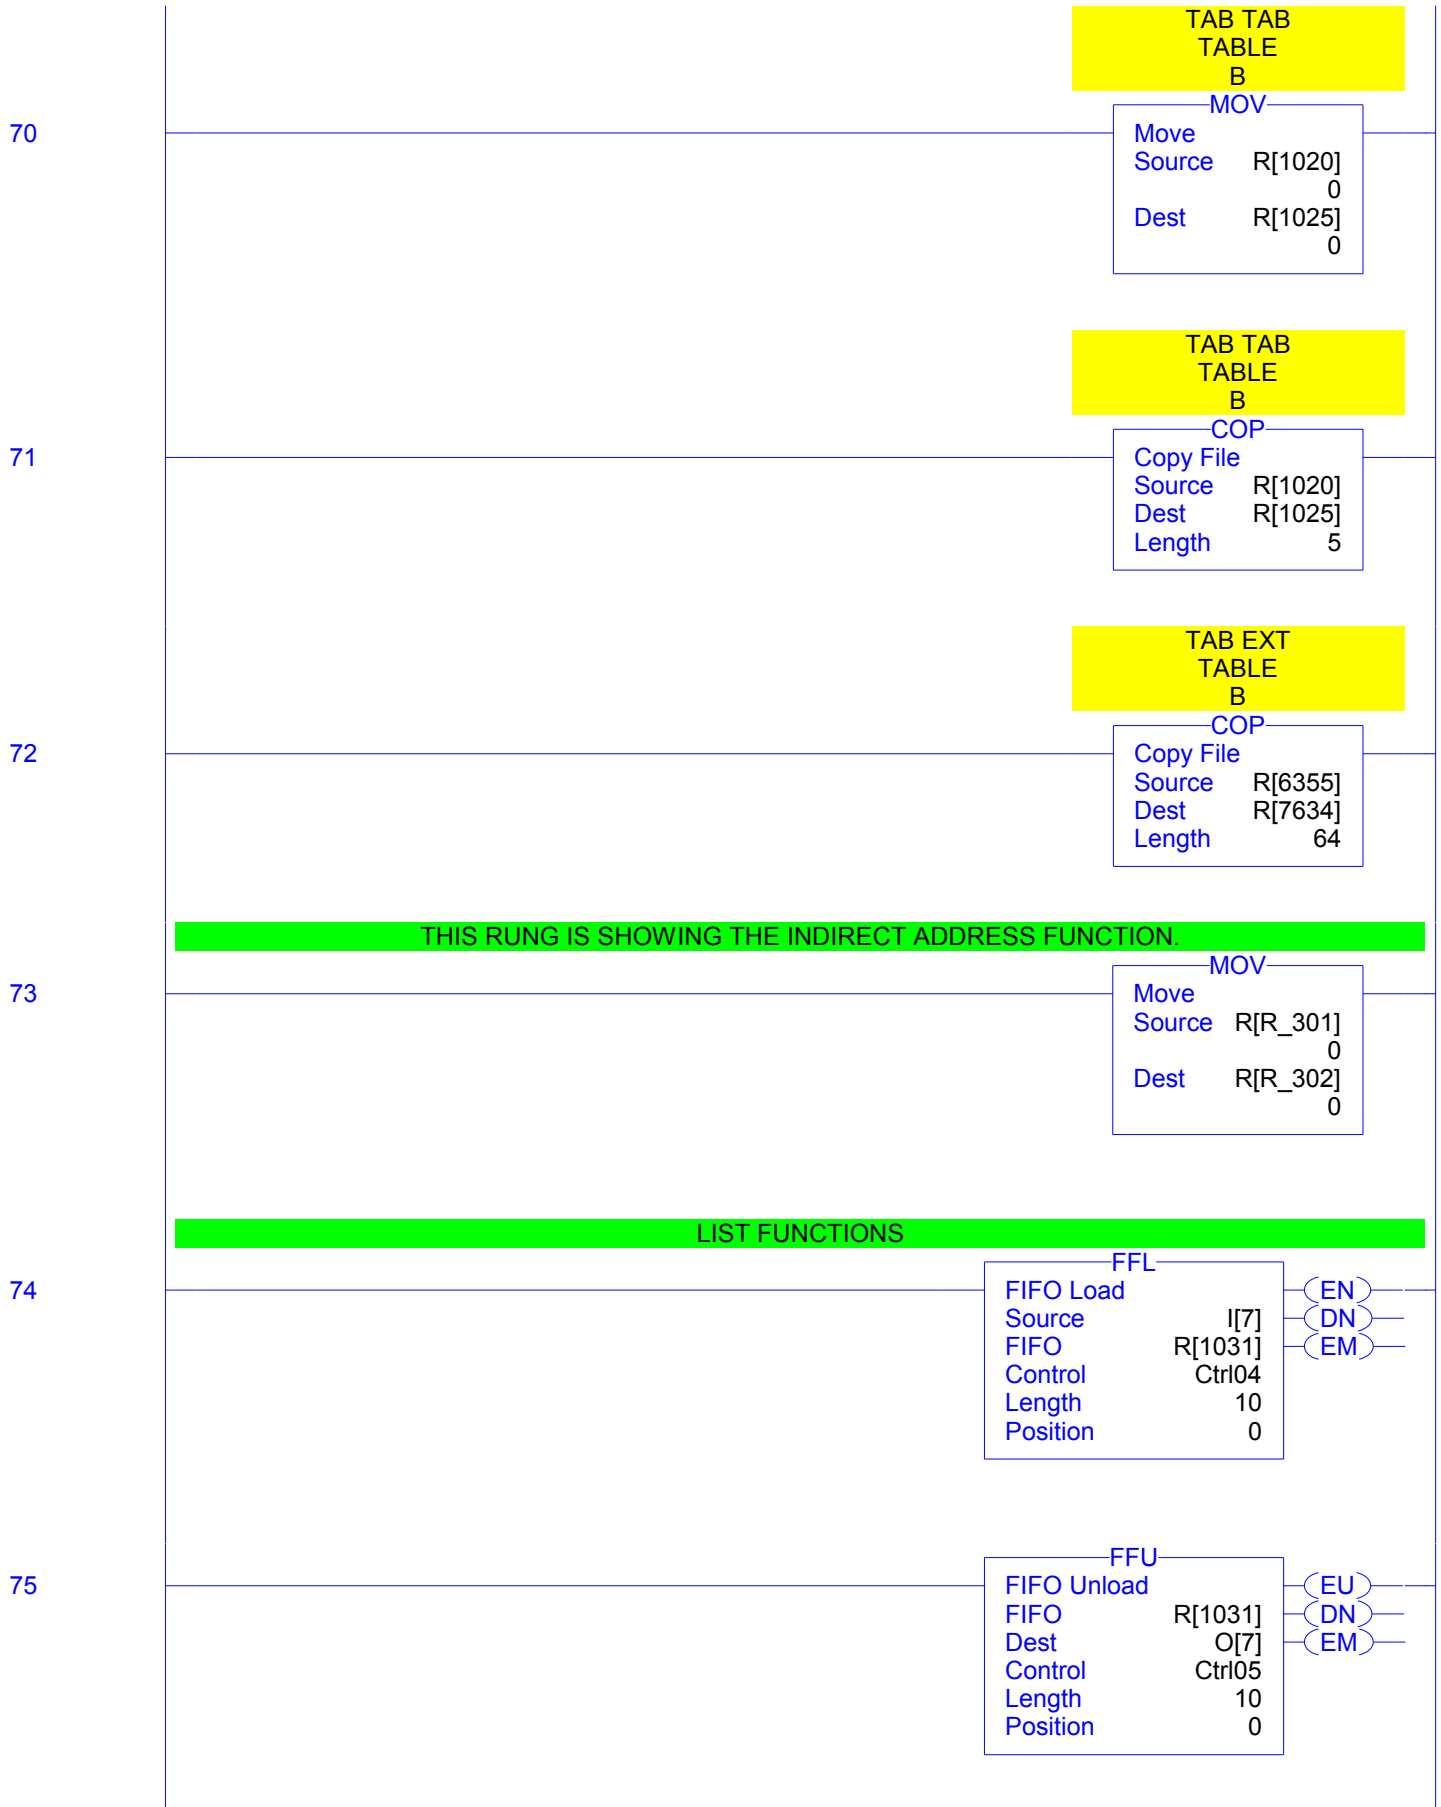 TAB TAB
TABLE
B
MOV
70
Move
Source R[1020]
0
Dest R[1025]
0
TAB TAB
TABLE
B
COP
71
Copy File
Source R[1020]
Dest R[1025]
Length 5
TAB EXT
TABLE
B
COP
72
Copy File
Source R[6355]
Dest R[7634]
Length 64
THIS RUNG IS SHOWING THE INDIRECT ADDRESS FUNCTION.
MOV
73
Move
Source R[R_301]
0
Dest R[R_302]
0
LIST FUNCTIONS
FFL
74
FIFO Load EN
Source I[7] DN
FIFO R[1031] EM
Control Ctrl04
Length 10
Position 0
FFU
75
FIFO Unload EU
FIFO R[1031] DN
Dest O[7] EM
Control Ctrl05
Length 10
Position 0